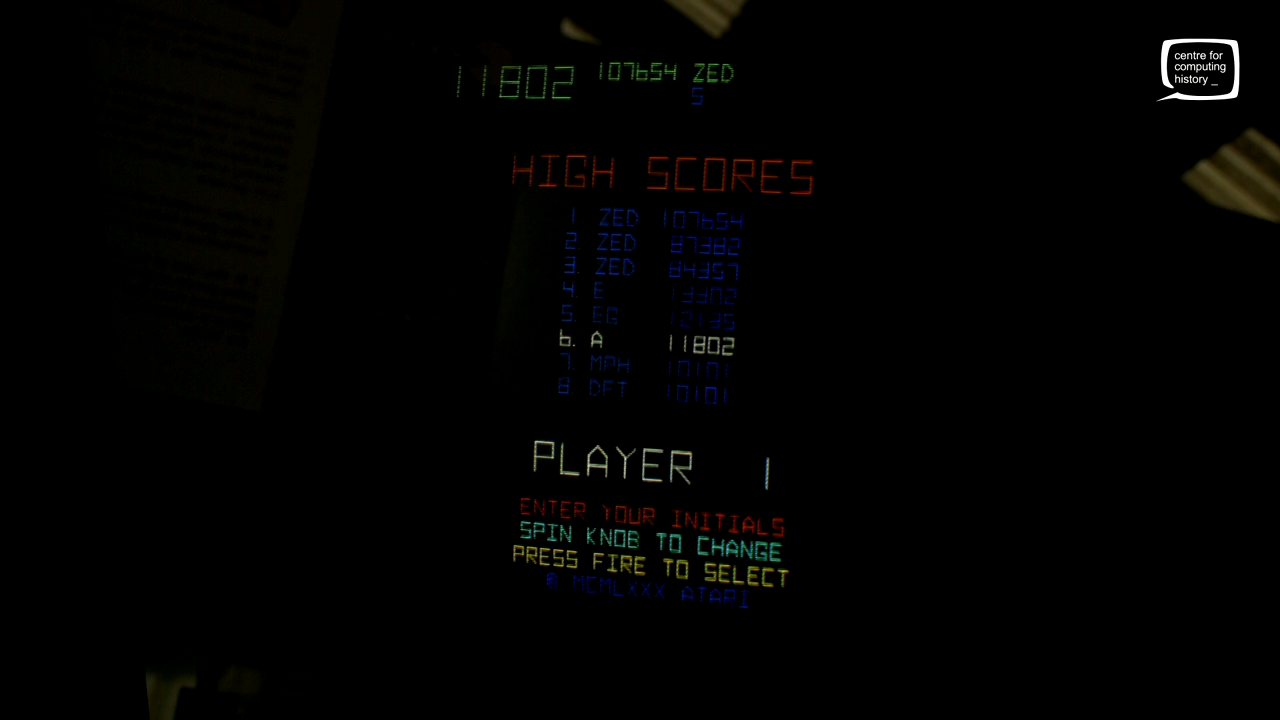 11802 107654 ZED
5
HIGH SCORES
1 ZED 107654
2. ZED 87382
3. ZED 84357
4. E 13302
5. EG 12135
6. A 11802
7. MPH 10101
8 DFT 10101
PLAYER 1
ENTER YOUR INITIALS
SPIN KNOB TO CHANGE
PRESS FIRE TO SELECT
© MCMLXXX ATARI
centre for
computing
history _